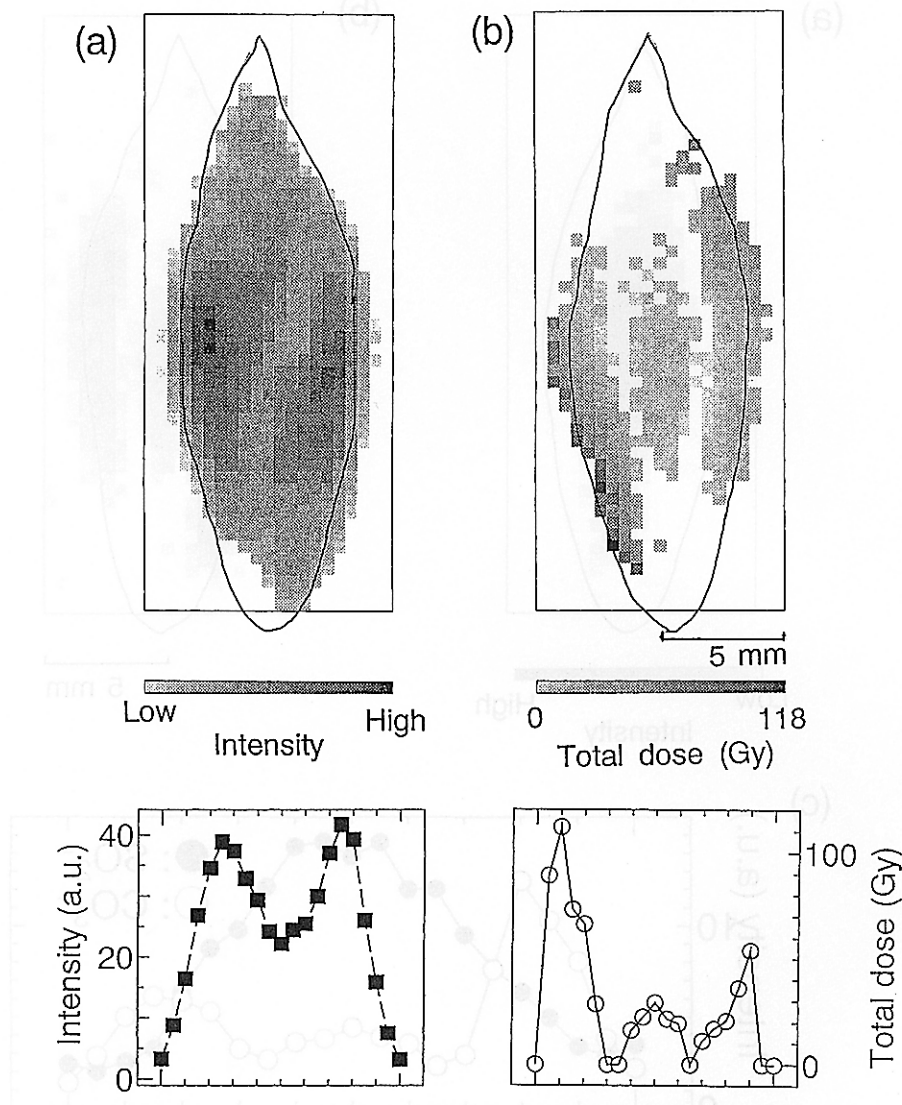 (a)
(b)
5 mm
Low
High
Intensity
0
118
Total dose (Gy)
40
20
0
Intensity (a.u.)
100
0
Total dose (Gy)